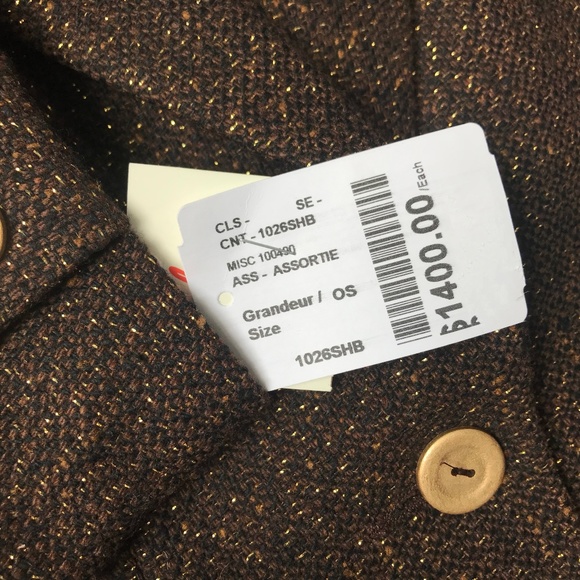 CLS - SE -
CNT - 1026SHB
MISC 100490
ASS - ASSORTIE
Grandeur / OS
Size
1026SHB
$1400.00 /Each